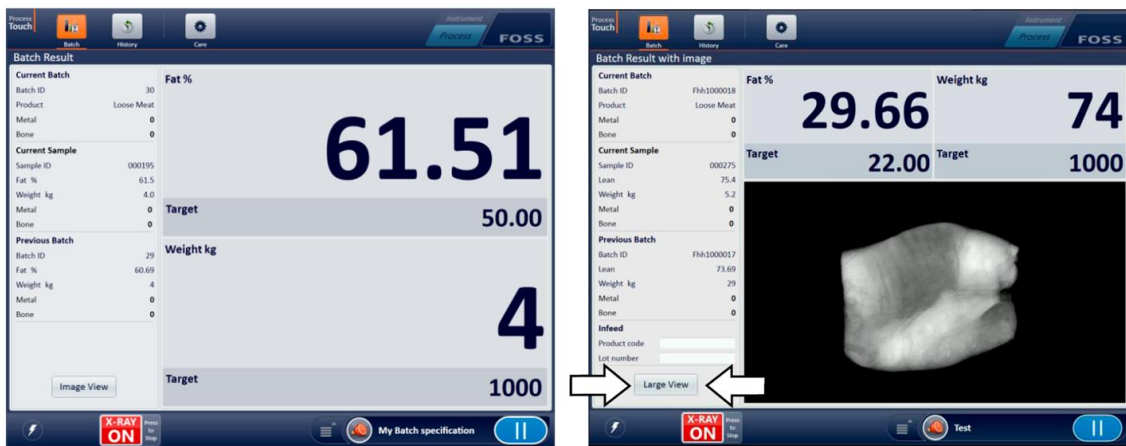 Process
Touch
Batch
History
Care
Instrument
Process
FOSS
Batch Result
Current Batch
Batch ID 30
Product Loose Meat
Metal 0
Bone 0
Current Sample
Sample ID 000195
Fat % 61.5
Weight kg 4.0
Metal 0
Bone 0
Previous Batch
Batch ID 29
Fat % 60.69
Weight kg 4
Metal 0
Bone 0
Image View
Fat %
61.51
Target
50.00
Weight kg
4
Target
1000
X-RAY
ON
Press
to
Stop
My Batch specification
Process
Touch
Batch
History
Care
Instrument
Process
FOSS
Batch Result with image
Current Batch
Batch ID Fhh1000018
Product Loose Meat
Metal 0
Bone 0
Current Sample
Sample ID 000275
Lean 75.4
Weight kg 5.2
Metal 0
Bone 0
Previous Batch
Batch ID Fhh1000017
Lean 73.69
Weight kg 29
Metal 0
Bone 0
Infeed
Product code
Lot number
Large View
Fat %
29.66
Target
22.00
Weight kg
74
Target
1000
X-RAY
ON
Press
to
Stop
Test